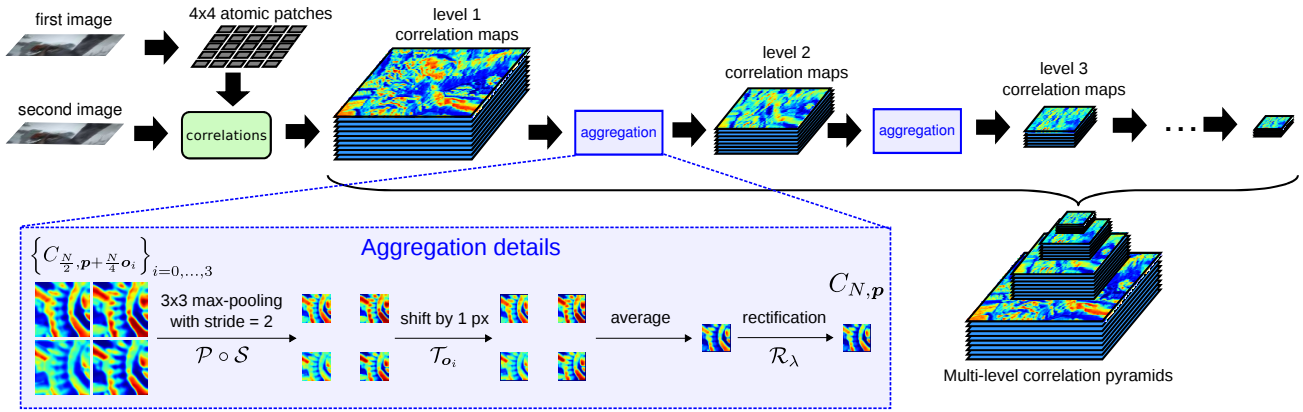 first image
4x4 atomic patches
level 1
correlation maps
level 2
correlation maps
level 3
correlation maps
second image
correlations
aggregation
aggregation
...
Aggregation details
{C_{N/2, p+N/4 o_i}}_{i=0,...,3}
3x3 max-pooling
with stride = 2
P ∘ S
shift by 1 px
T_{o_i}
average
rectification
R_λ
C_{N,p}
Multi-level correlation pyramids